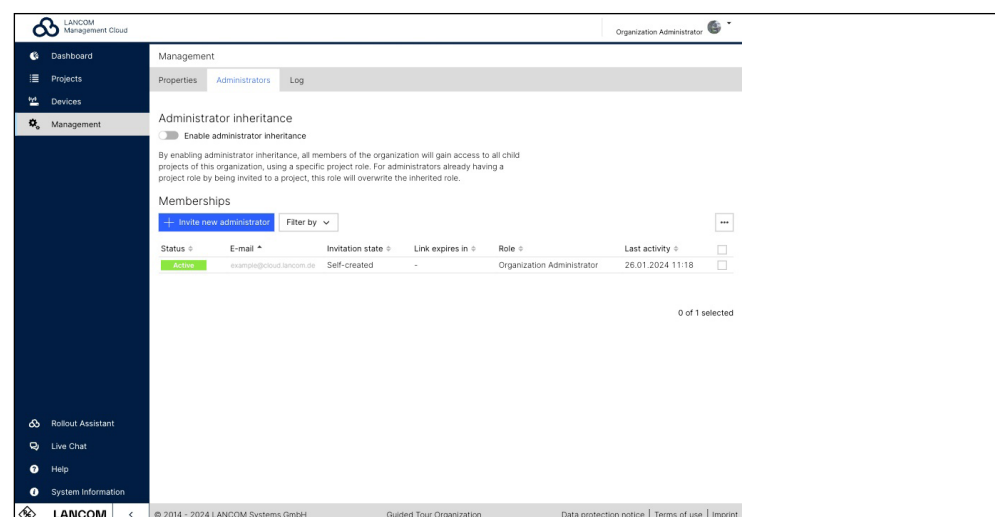 LANCOM
Management Cloud
Organization Administrator
Dashboard
Projects
Devices
Management
Rollout Assistant
Live Chat
Help
System Information
LANCOM
Management
Properties Administrators Log
Administrator inheritance
Enable administrator inheritance
By enabling administrator inheritance, all members of the organization will gain access to all child
projects of this organization, using a specific project role. For administrators already having a
project role by being invited to a project, this role will overwrite the inherited role.
Memberships
+ Invite new administrator Filter by
Status E-mail Invitation state Link expires in Role Last activity
Active example@cloud.lancom.de Self-created - Organization Administrator 26.01.2024 11:18
0 of 1 selected
© 2014 - 2024 LANCOM Systems GmbH Guided Tour Organization Data protection notice | Terms of use | Imprint